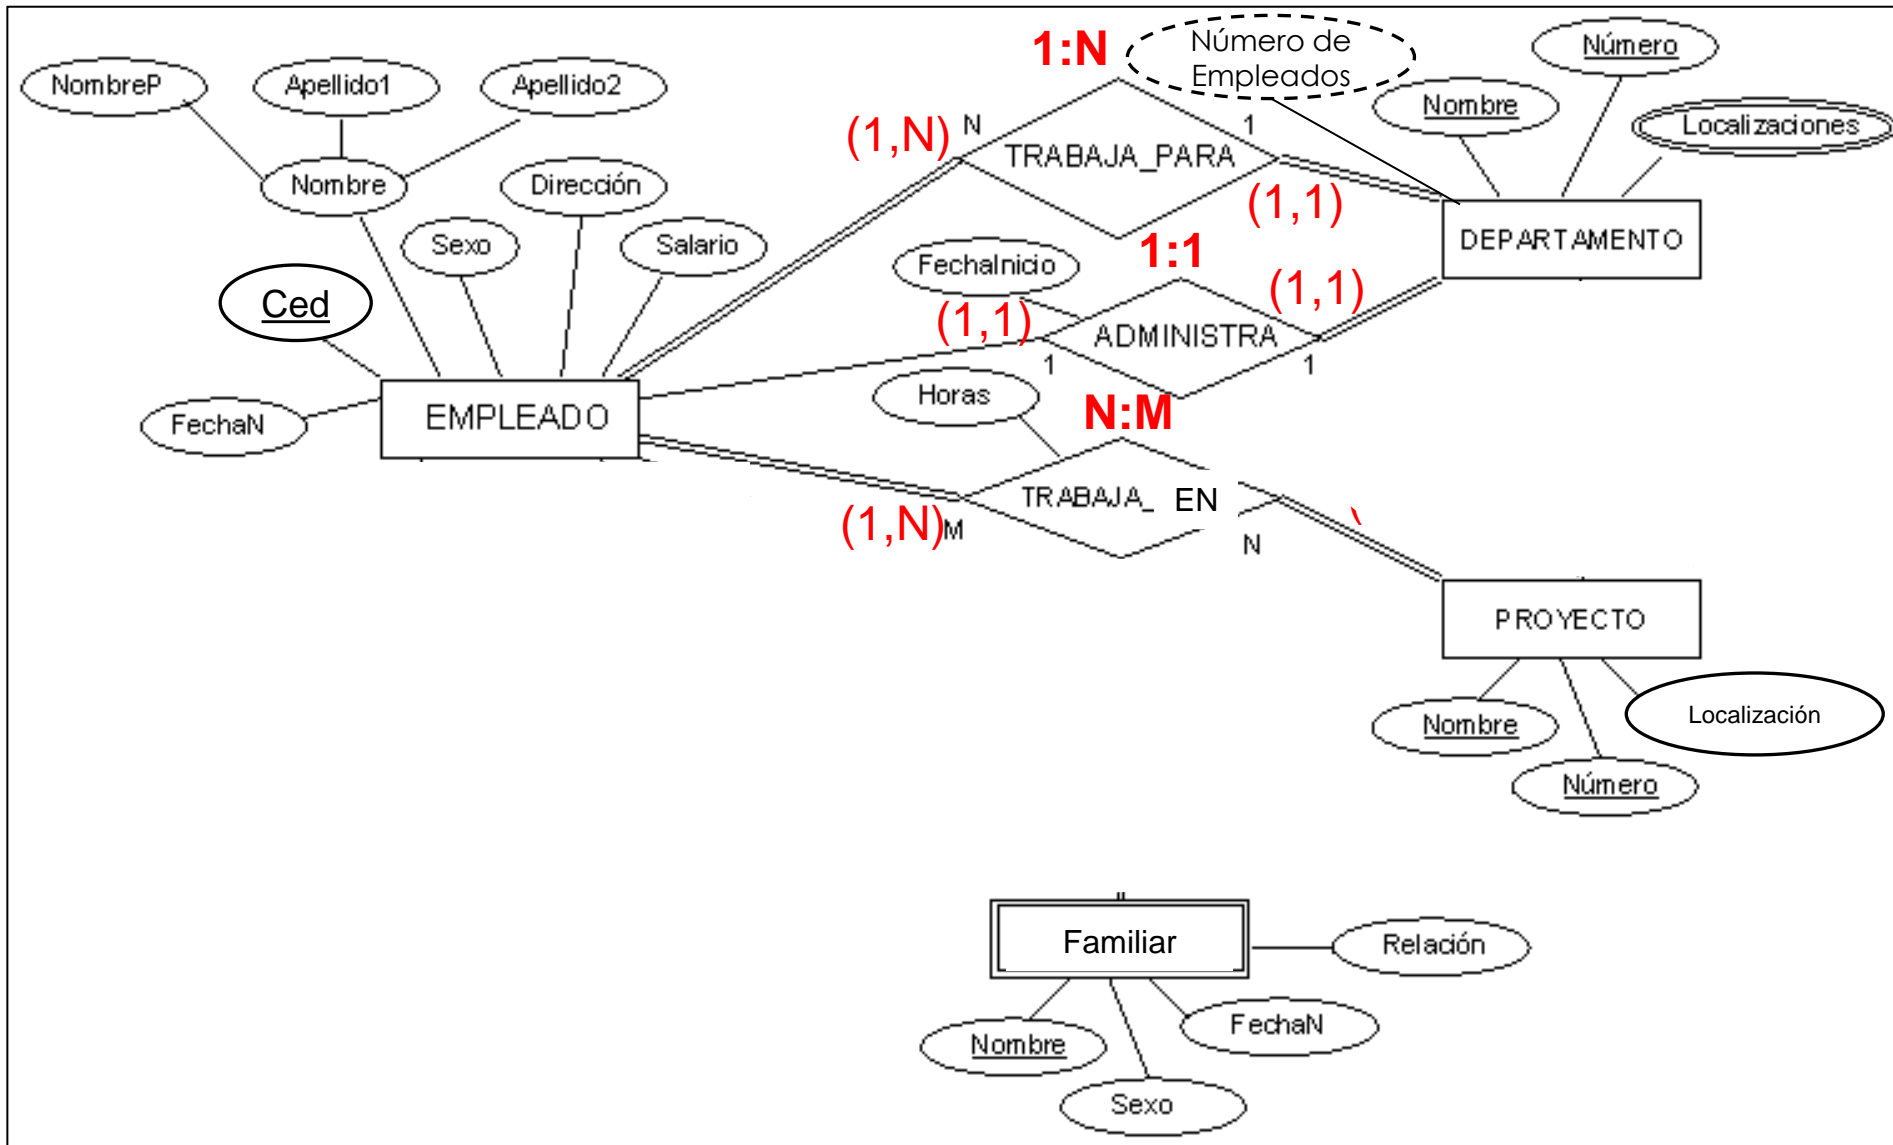 1:N
Número de
Empleados
Número
NombreP
Apellido1
Apellido2
Nombre
Localizaciones
(1,N)
N
1
TRABAJA_PARA
Nombre
Dirección
(1,1)
Sexo
Salario
FechaInicio
1:1
DEPARTAMENTO
(1,1)
Ced
(1,1)
ADMINISTRA
1
1
Horas
N:M
FechaN
EMPLEADO
TRABAJA_ EN
(1,N)
M
N
PROYECTO
Nombre
Localización
Número
Familiar
Relación
FechaN
Nombre
Sexo